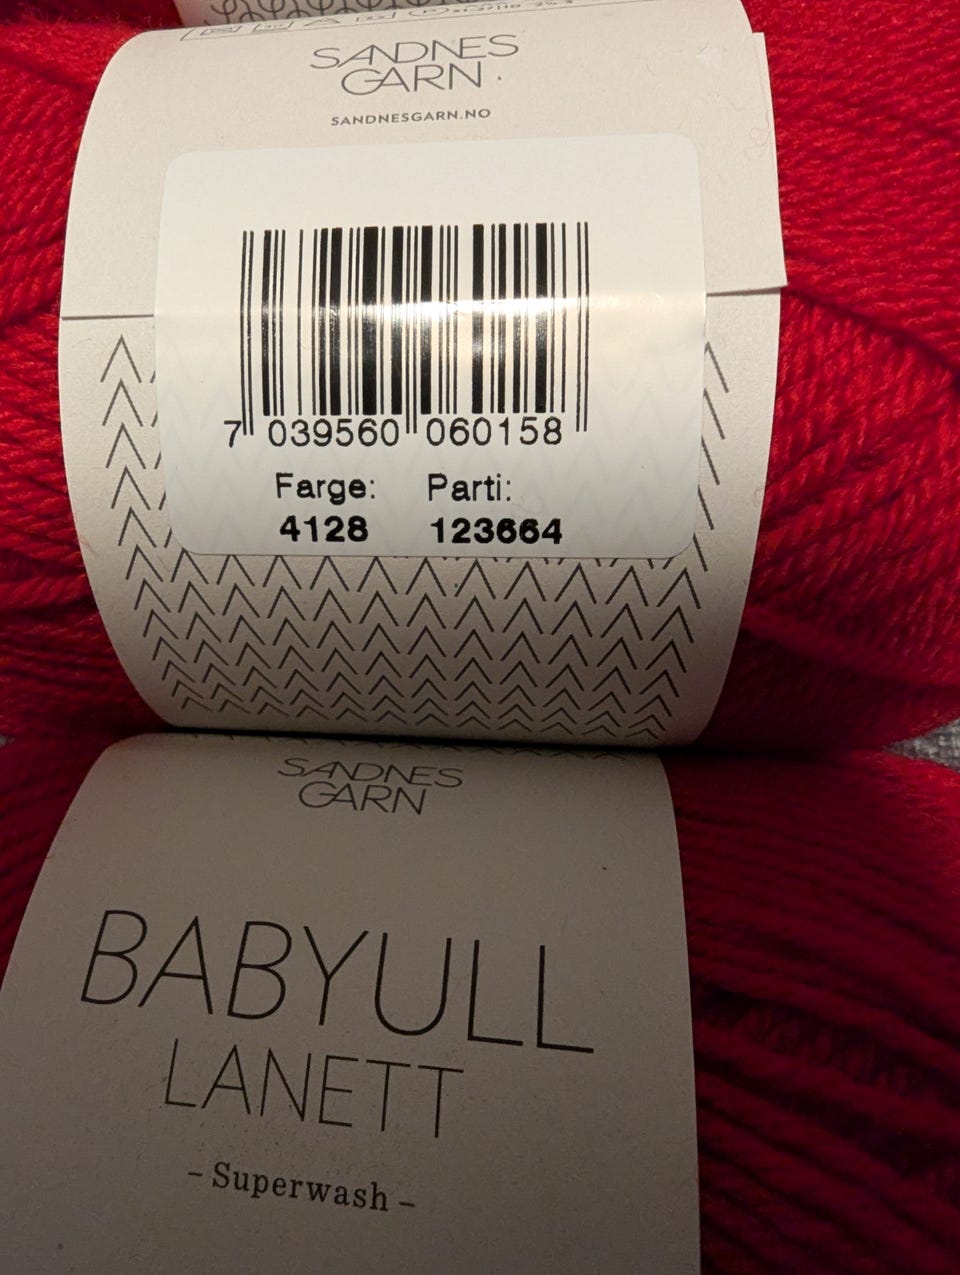 SANDNES
GARN
SANDNESGARN.NO
7 039560 060158
Farge: Parti:
4128 123664
SANDNES
GARN
BABYULL
LANETT
- Superwash -